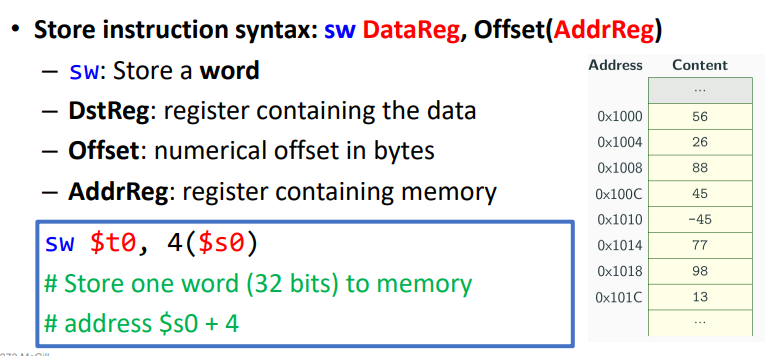 • Store instruction syntax: sw DataReg, Offset(AddrReg)
– sw: Store a word
– DstReg: register containing the data
– Offset: numerical offset in bytes
– AddrReg: register containing memory
sw $t0, 4($s0)
# Store one word (32 bits) to memory
# address $s0 + 4
Address Content
...
0x1000 56
0x1004 26
0x1008 88
0x100C 45
0x1010 −45
0x1014 77
0x1018 98
0x101C 13
...